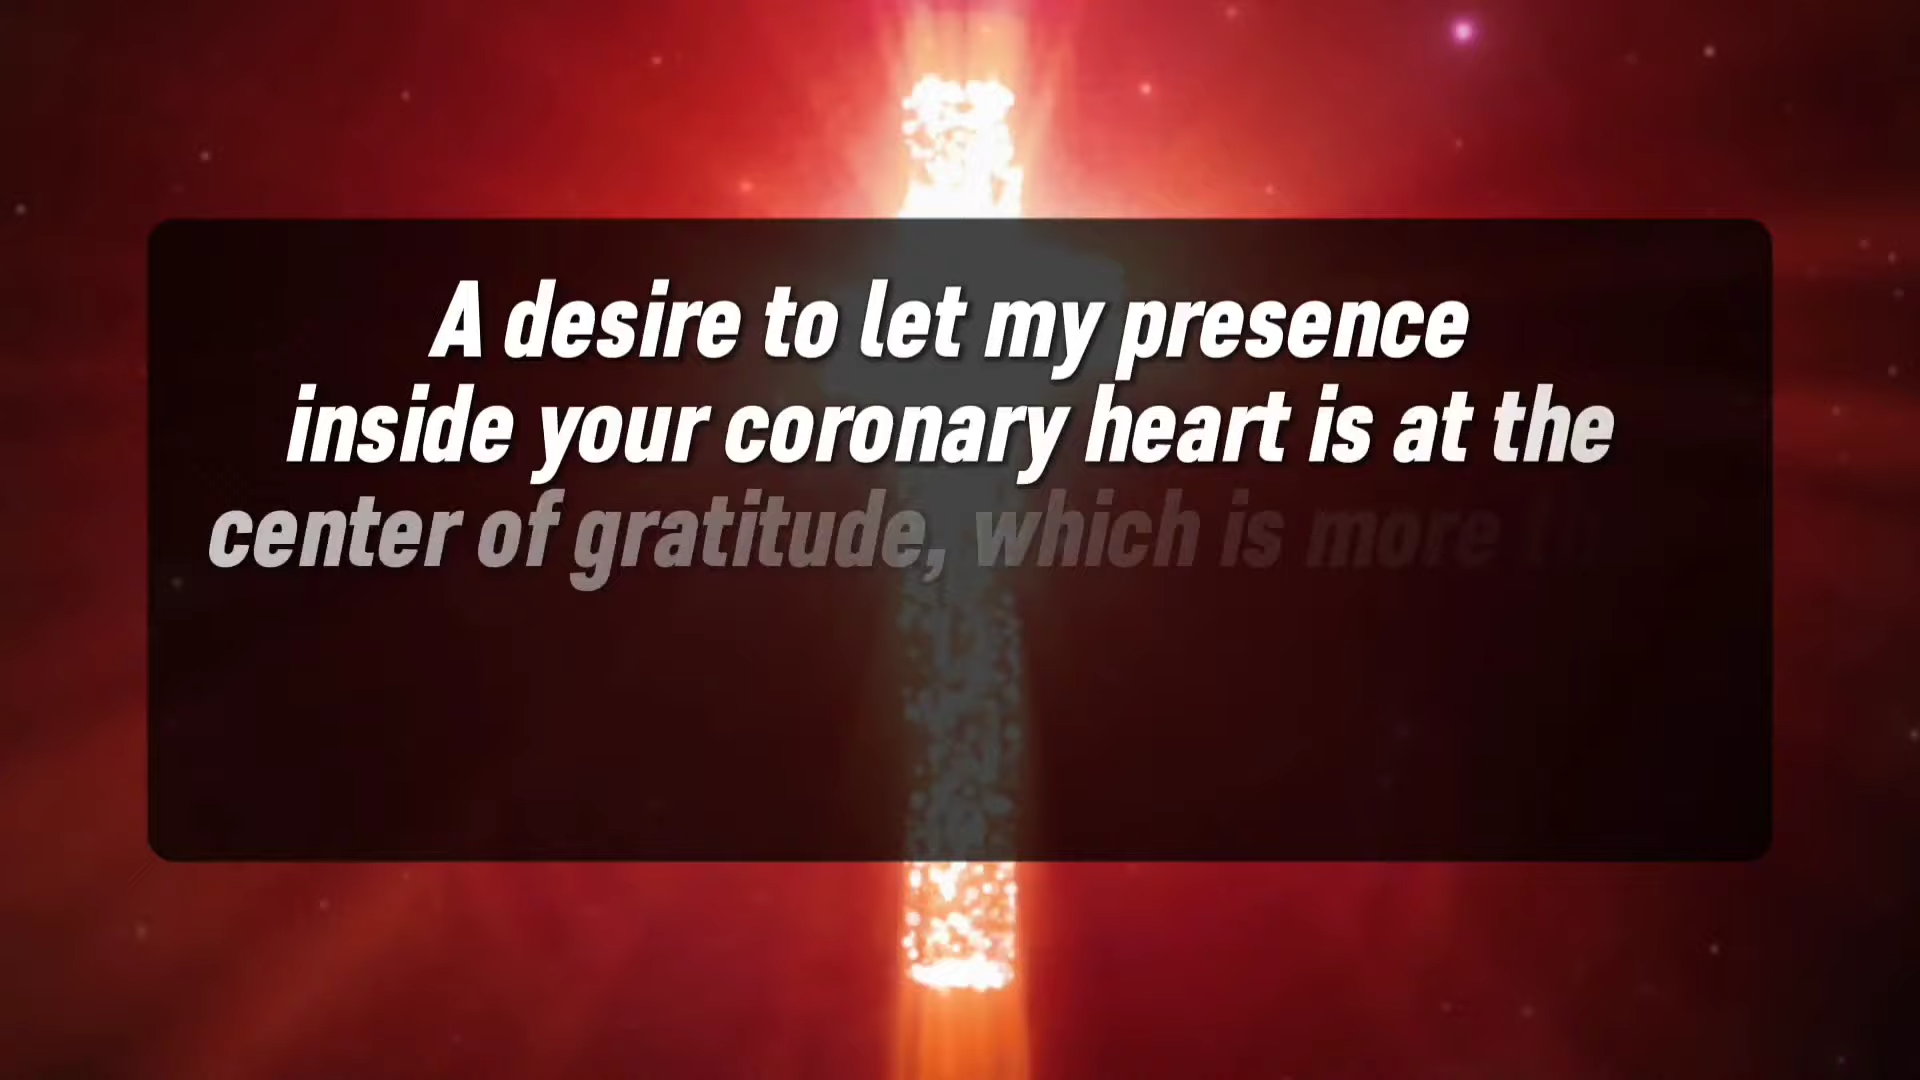 A desire to let my presence
inside your coronary heart is at the
center of gratitude, which is more